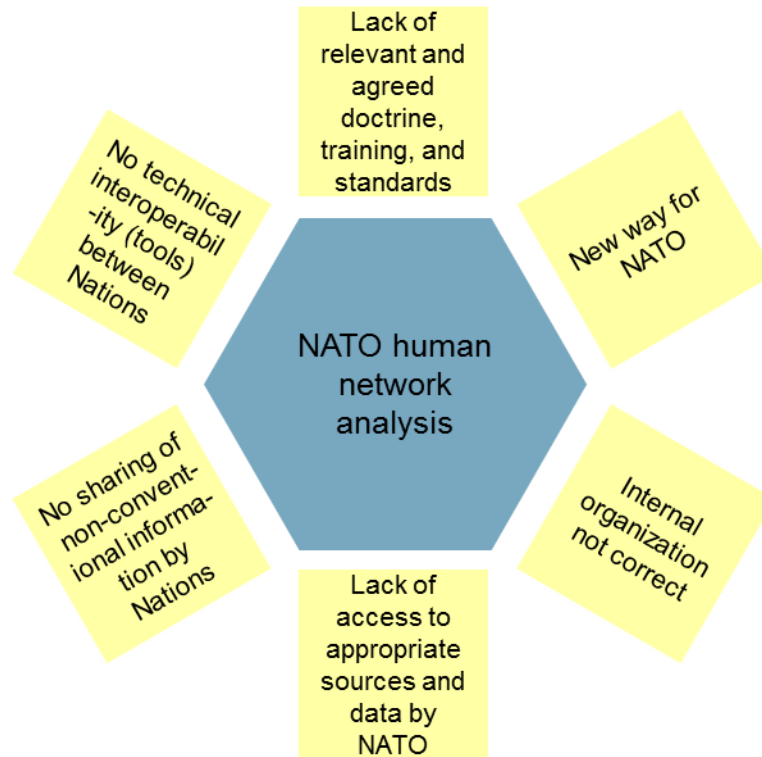 Lack of
relevant and
agreed
doctrine,
training, and
standards
No technical
interoperabil
-ity (tools)
between
Nations
New way for
NATO
NATO human
network
analysis
No sharing of
non-convent-
ional informa-
tion by
Nations
Internal
organization
not correct
Lack of
access to
appropriate
sources and
data by
NATO